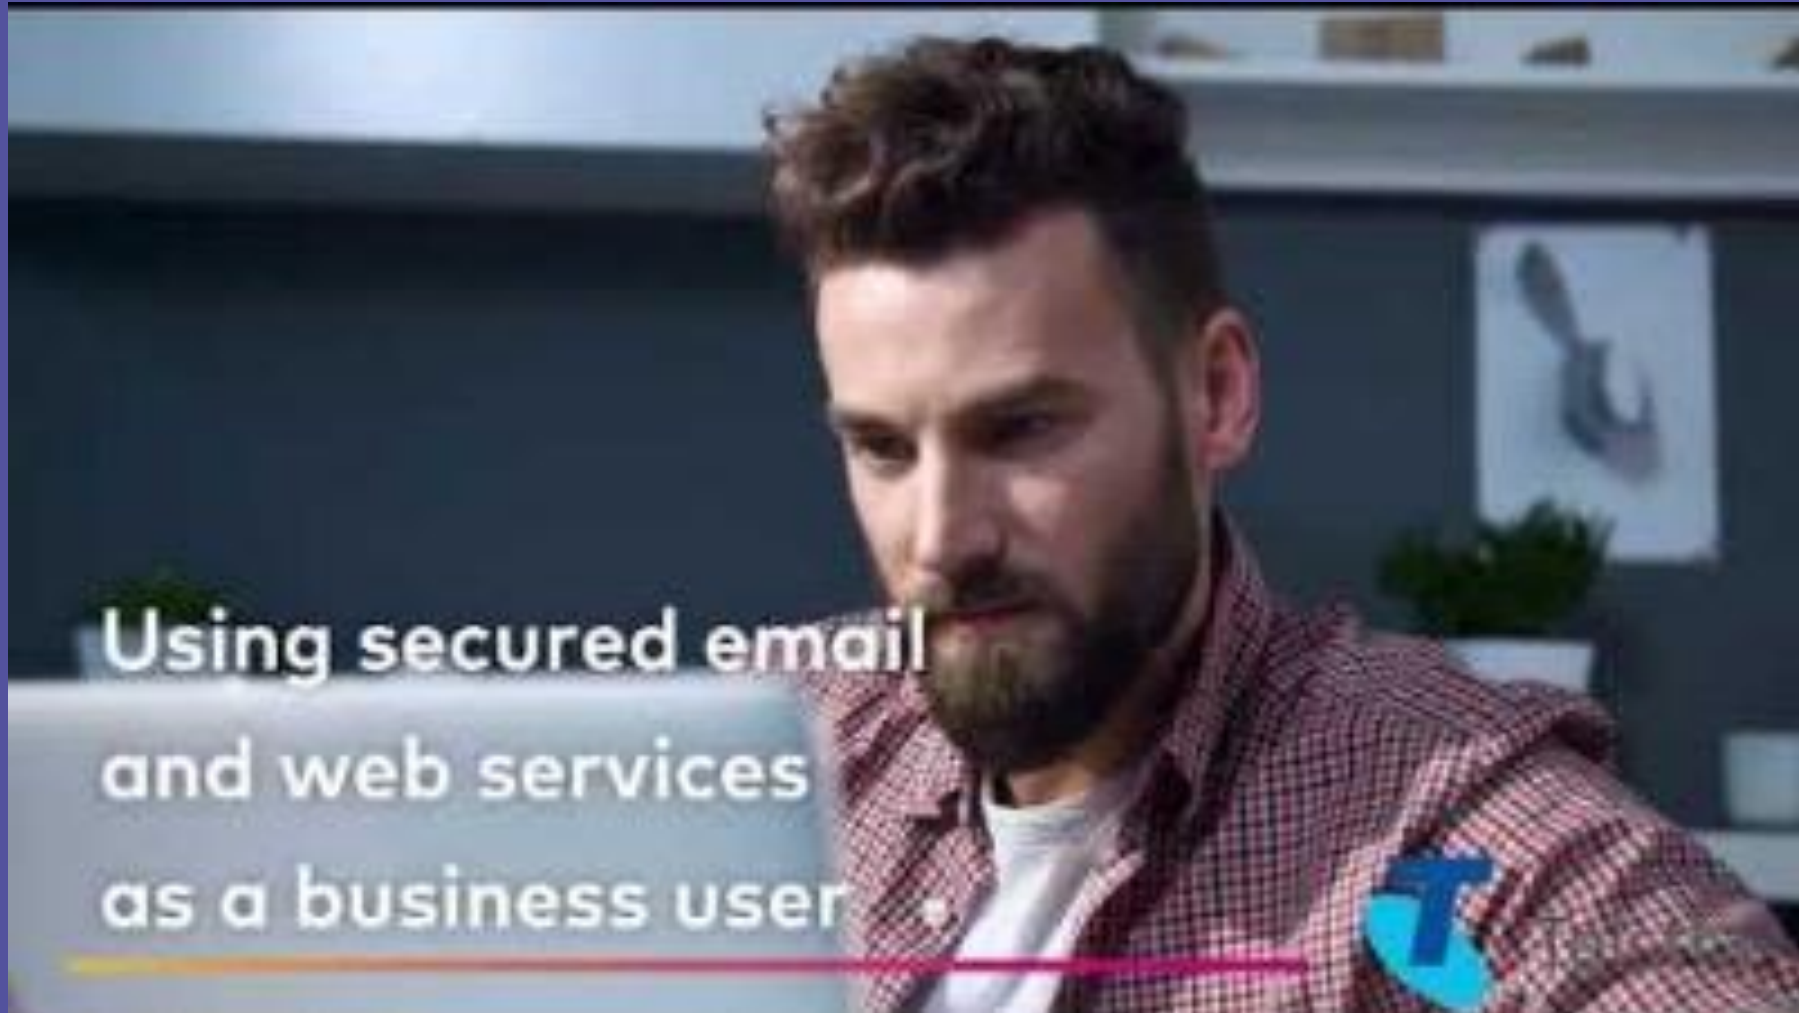 Using secured email
and web services
as a business user
T